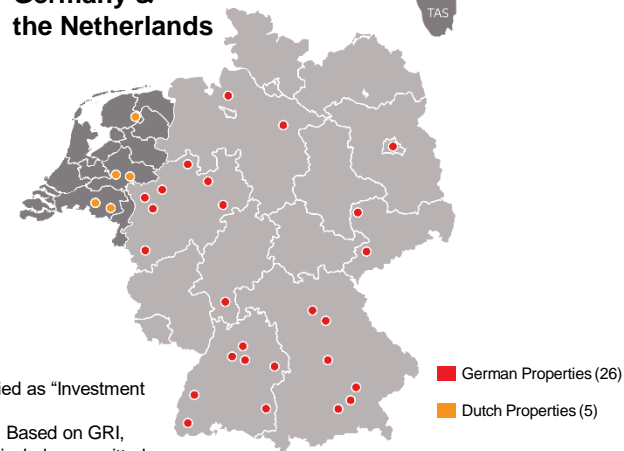 Germany &
the Netherlands
TAS
German Properties (26)
Dutch Properties (5)
ied as “Investment
Based on GRI,